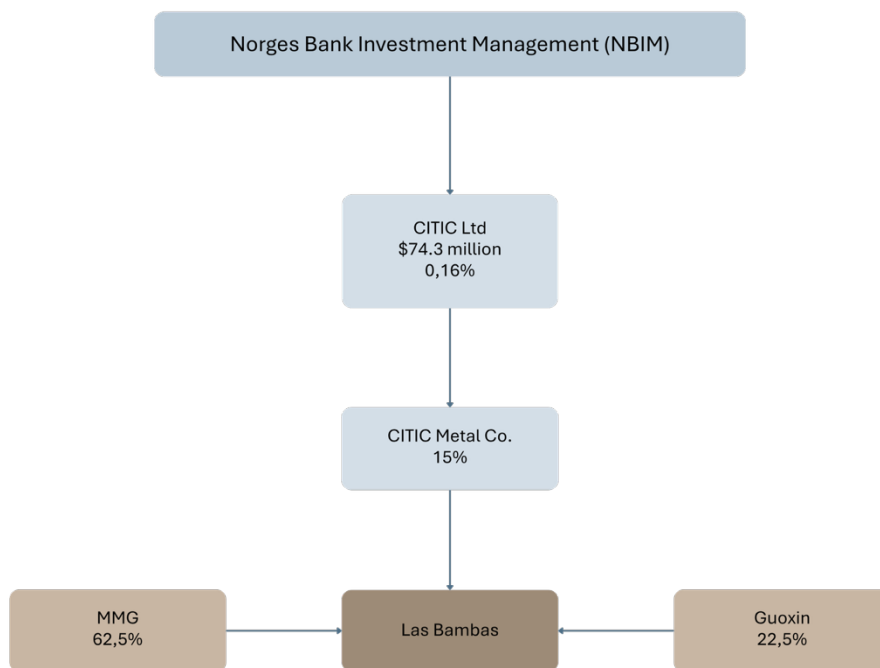 Norges Bank Investment Management (NBIM)
CITIC Ltd
$74.3 million
0,16%
CITIC Metal Co.
15%
MMG
62,5%
Las Bambas
Guoxin
22,5%